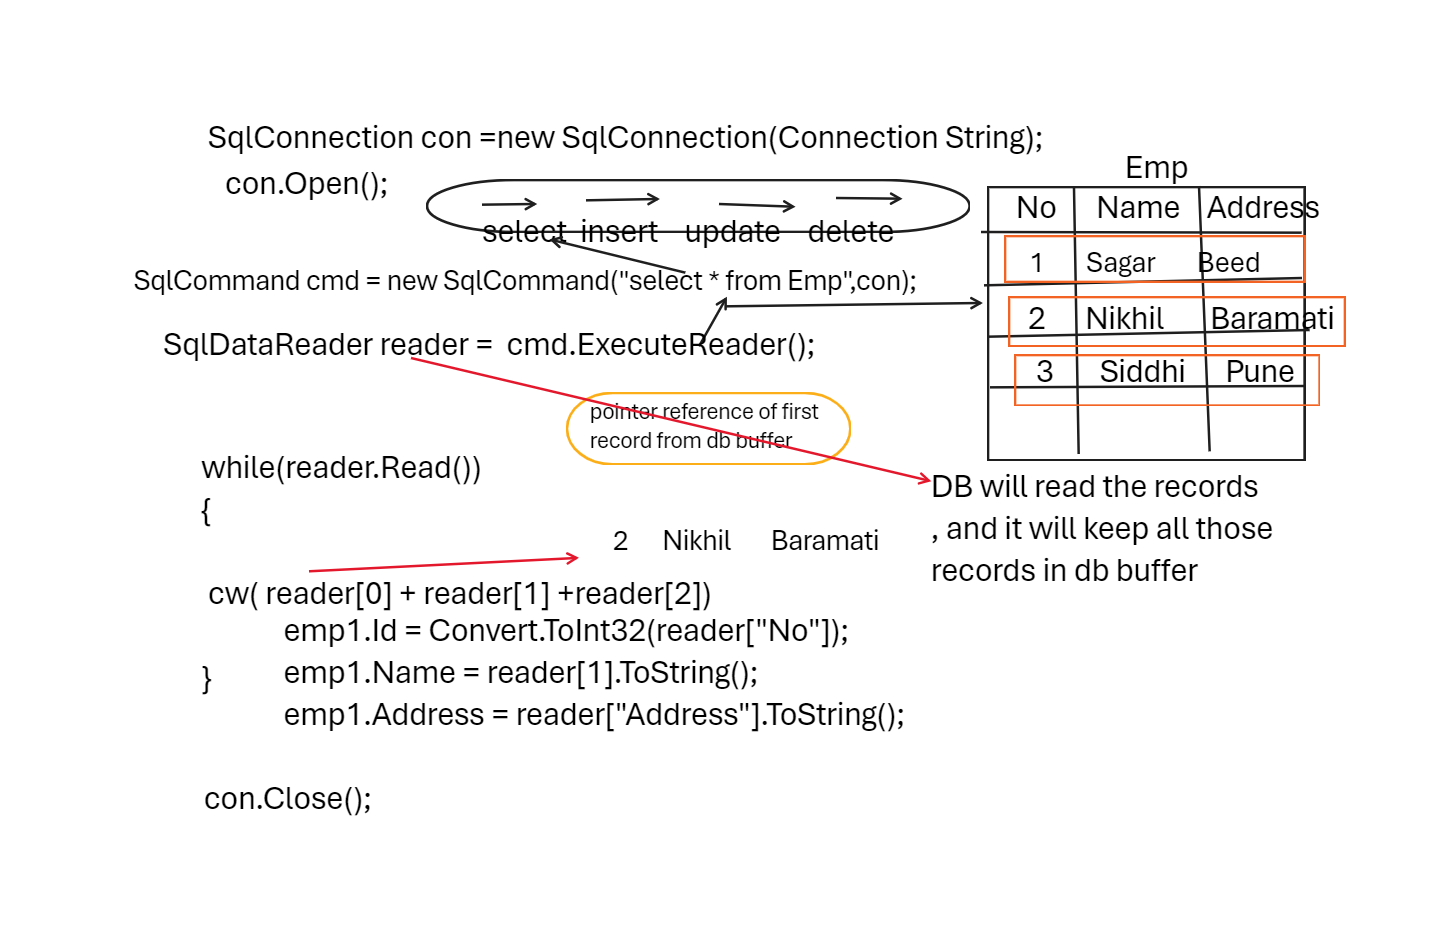 SqlConnection con =new SqlConnection(Connection String);
con.Open();
select insert update delete
SqlCommand cmd = new SqlCommand("select * from Emp",con);
SqlDataReader reader = cmd.ExecuteReader();
Emp
No Name Address
1 Sagar Beed
2 Nikhil Baramati
3 Siddhi Pune
pointer reference of first
record from db buffer
DB will read the records
, and it will keep all those
records in db buffer
while(reader.Read())
{
2 Nikhil Baramati
cw( reader[0] + reader[1] +reader[2])
emp1.Id = Convert.ToInt32(reader["No"]);
emp1.Name = reader[1].ToString();
}
emp1.Address = reader["Address"].ToString();
con.Close();